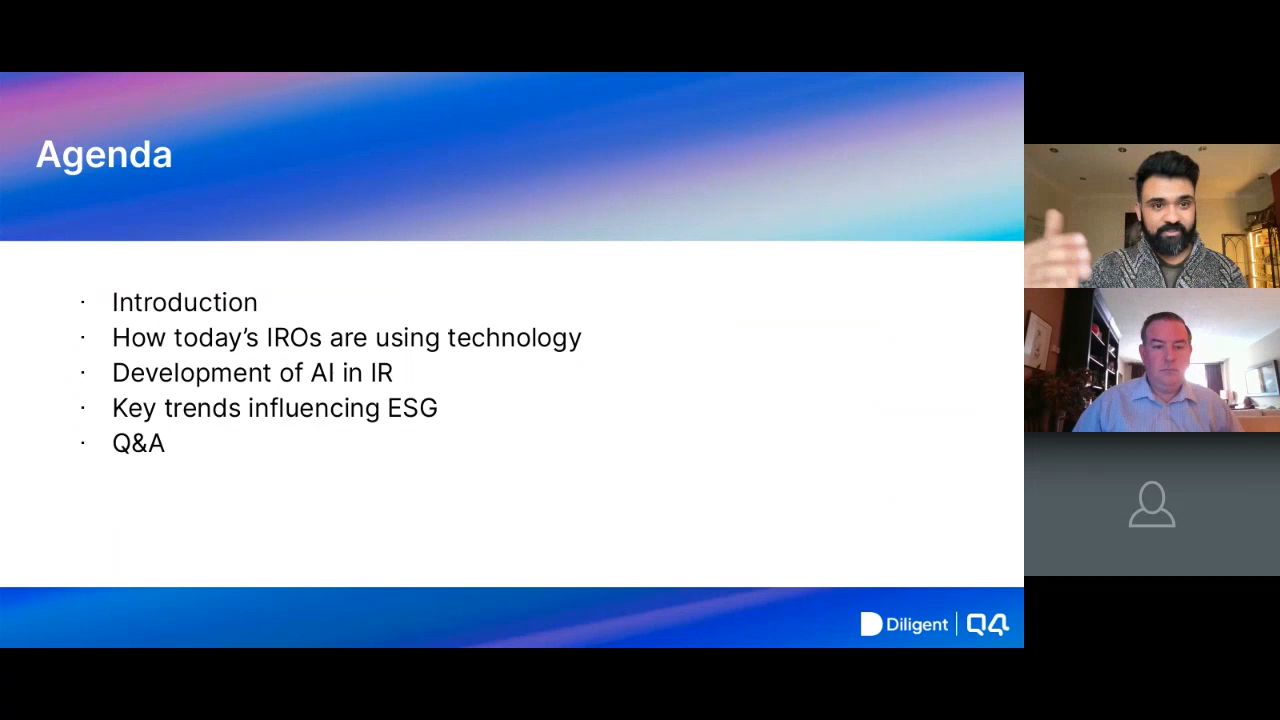 Agenda
· Introduction
· How today’s IROs are using technology
· Development of AI in IR
· Key trends influencing ESG
· Q&A
Diligent | Q4